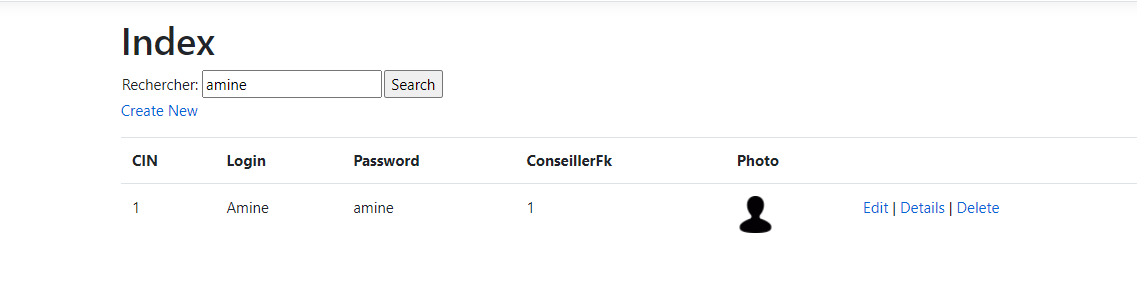 Index
Rechercher: amine Search
Create New
CIN Login Password ConseillerFk Photo
1 Amine amine 1 Edit | Details | Delete